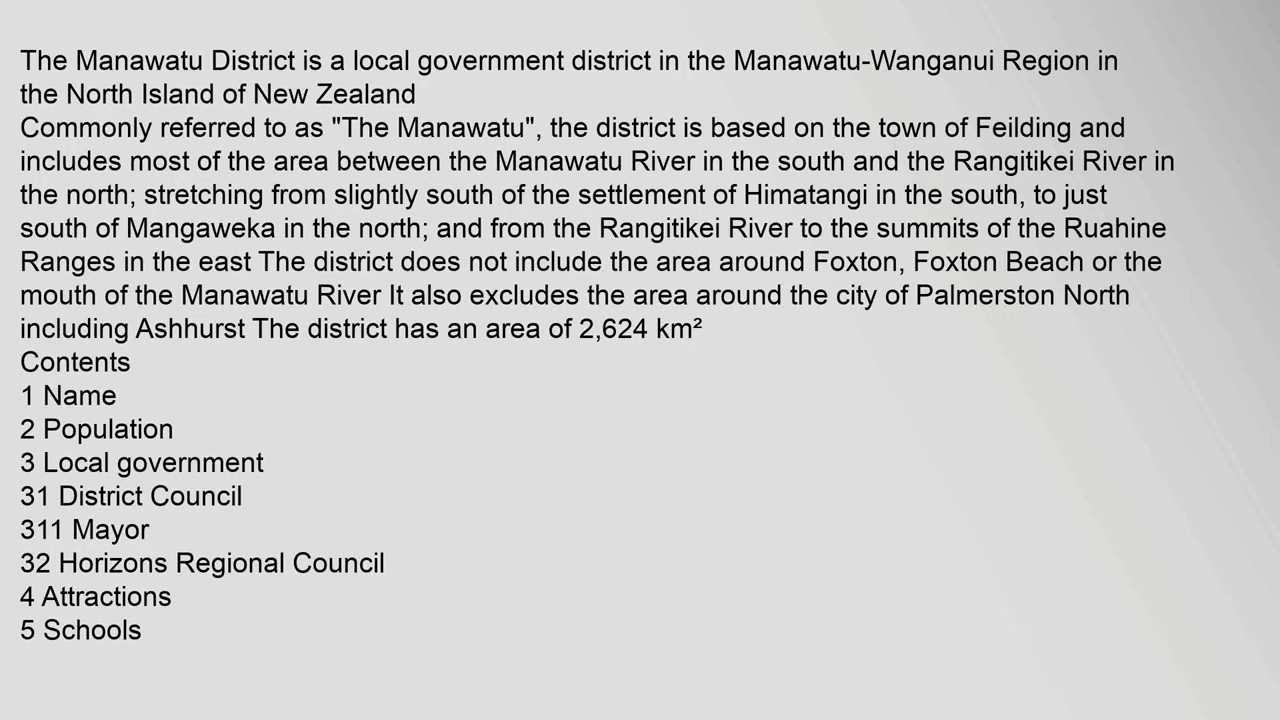 The Manawatu District is a local government district in the Manawatu-Wanganui Region in
the North Island of New Zealand
Commonly referred to as "The Manawatu", the district is based on the town of Feilding and
includes most of the area between the Manawatu River in the south and the Rangitikei River in
the north; stretching from slightly south of the settlement of Himatangi in the south, to just
south of Mangaweka in the north; and from the Rangitikei River to the summits of the Ruahine
Ranges in the east The district does not include the area around Foxton, Foxton Beach or the
mouth of the Manawatu River It also excludes the area around the city of Palmerston North
including Ashhurst The district has an area of 2,624 km²
Contents
1 Name
2 Population
3 Local government
31 District Council
311 Mayor
32 Horizons Regional Council
4 Attractions
5 Schools